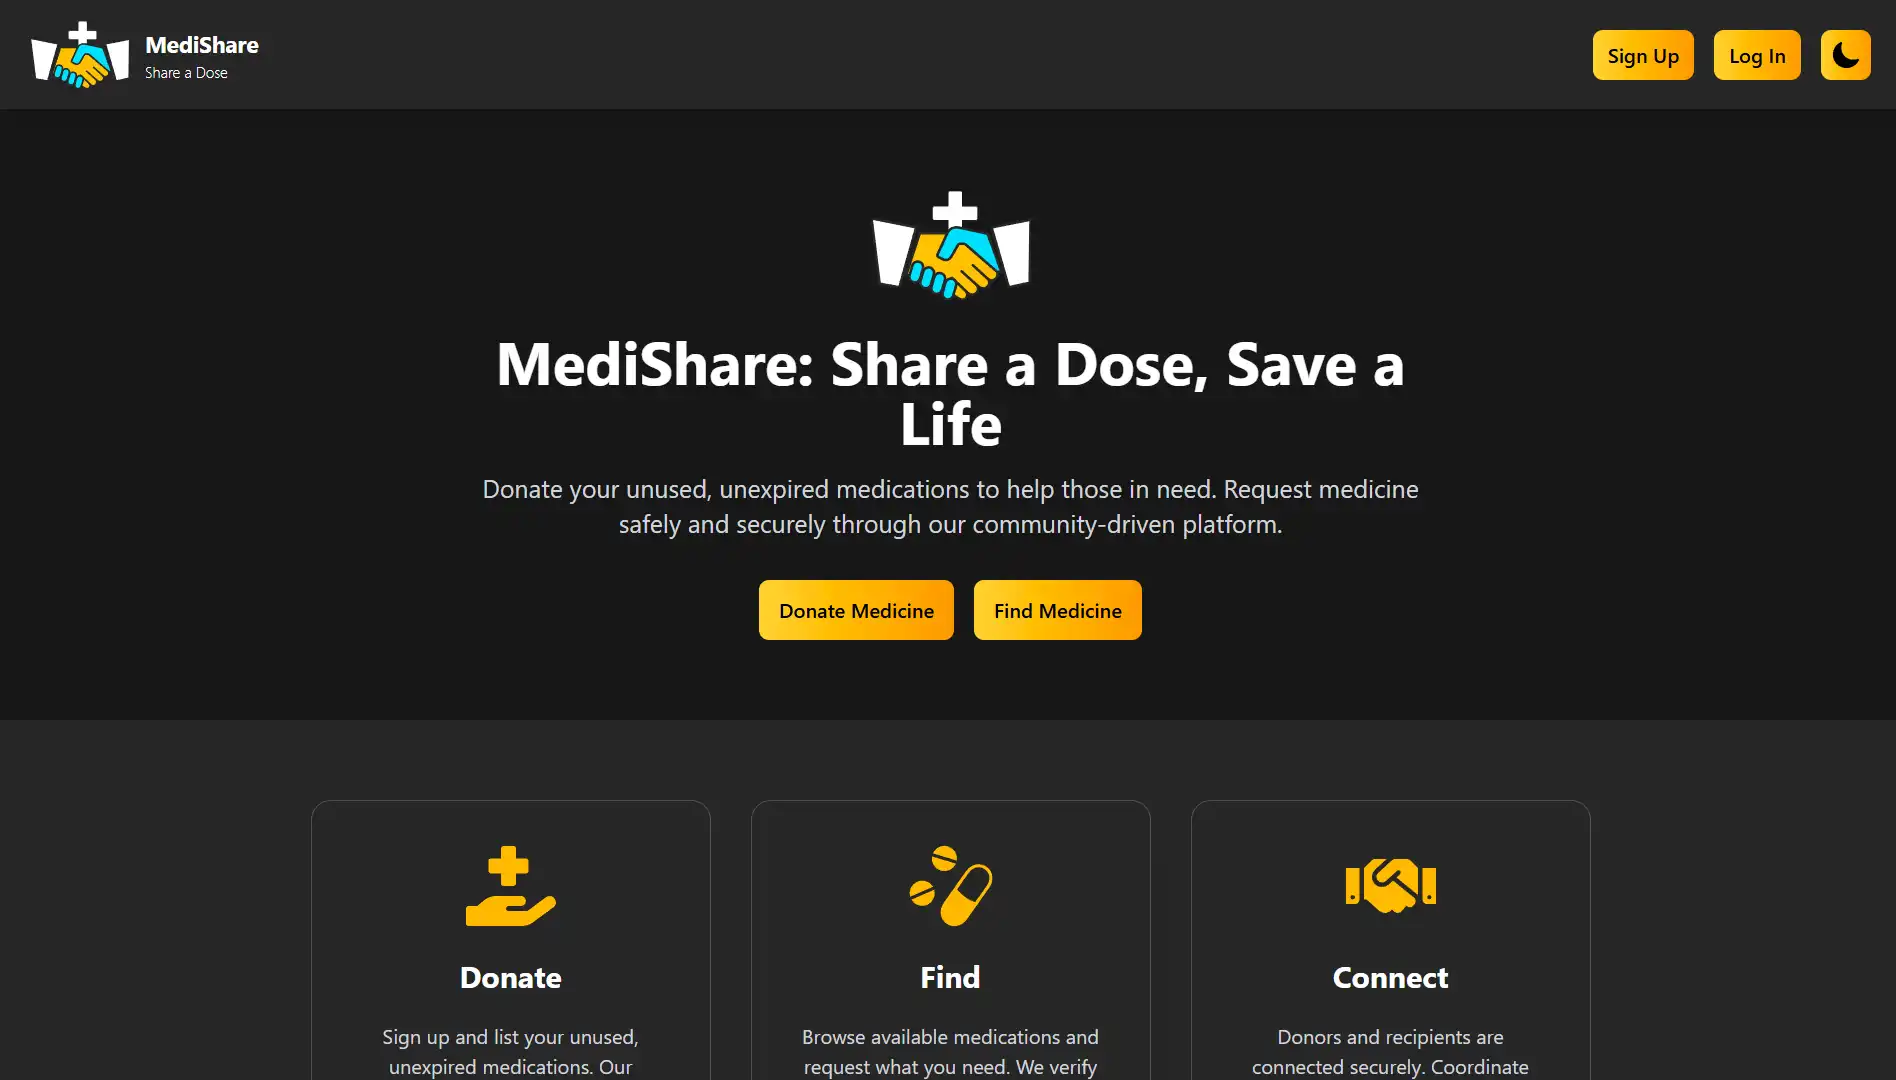 MediShare
Share a Dose
Sign Up
Log In
MediShare: Share a Dose, Save a
Life
Donate your unused, unexpired medications to help those in need. Request medicine
safely and securely through our community-driven platform.
Donate Medicine
Find Medicine
Donate
Sign up and list your unused,
unexpired medications. Our
Find
Browse available medications and
request what you need. We verify
Connect
Donors and recipients are
connected securely. Coordinate